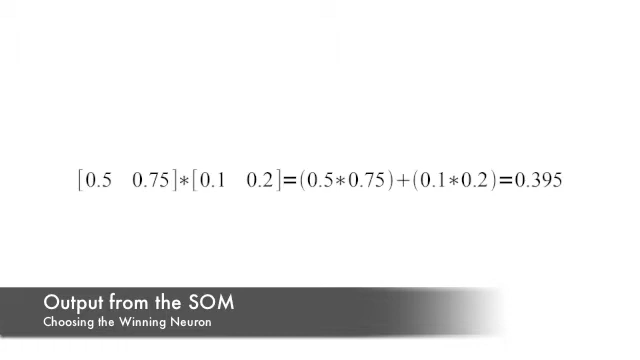 [0.5 0.75]*[0.1 0.2]=(0.5*0.75)+(0.1*0.2)=0.395
Output from the SOM
Choosing the Winning Neuron